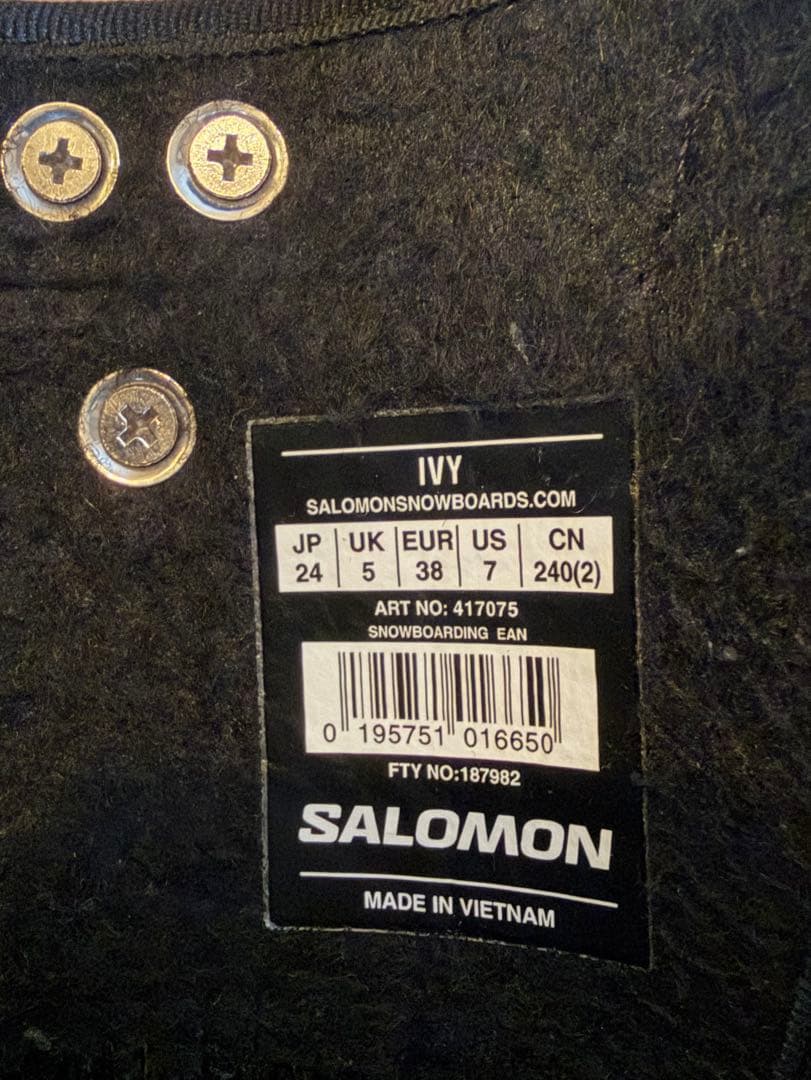 IVY
SALOMONSNOWBOARDS.COM
JP UK EUR US CN
24 5 38 7 240(2)
ART NO: 417075
SNOWBOARDING EAN
0 195751 016650
FTY NO:187982
SALOMON
MADE IN VIETNAM